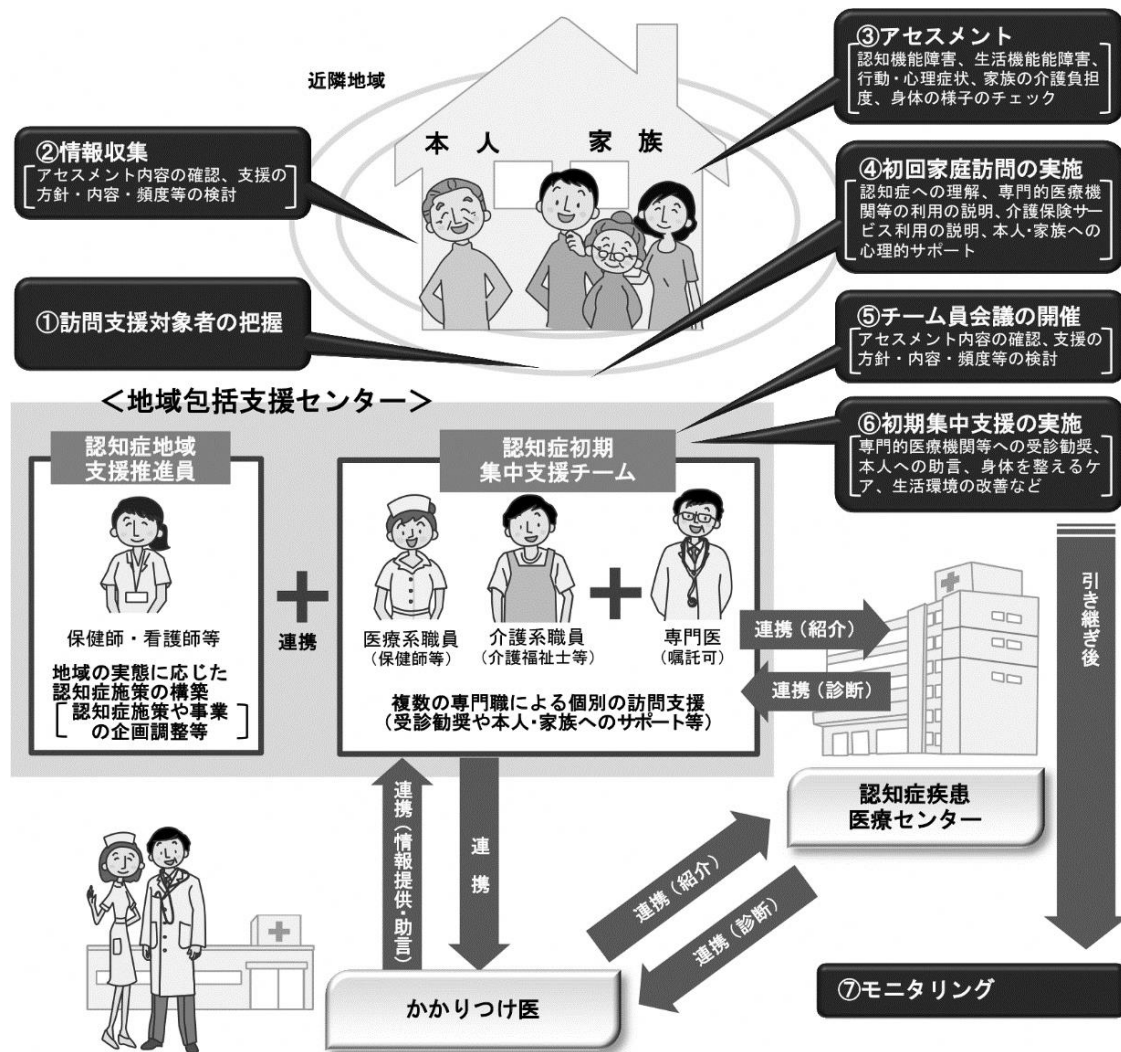 近隣地域
本人 家族
①訪問支援対象者の把握
②情報収集
アセスメント内容の確認、支援の
方針・内容・頻度等の検討
③アセスメント
認知機能障害、生活機能能障害、
行動・心理症状、家族の介護負担
度、身体の様子のチェック
④初回家庭訪問の実施
認知症への理解、専門的医療機
関等の利用の説明、介護保険サー
ビス利用の説明、本人・家族への
心理的サポート
⑤チーム員会議の開催
アセスメント内容の確認、支援の
方針・内容・頻度等の検討
⑥初期集中支援の実施
専門的医療機関等への受診勧奨、
本人への助言、身体を整えるケ
ア、生活環境の改善など
<地域包括支援センター>
認知症地域
支援推進員
保健師・看護師等
地域の実態に応じた
認知症施策の構築
認知症施策や事業
の企画調整等
連携
認知症初期
集中支援チーム
医療系職員
(保健師等)
介護系職員
(介護福祉士等)
専門医
(嘱託可)
複数の専門職による個別の訪問支援
(受診勧奨や本人・家族へのサポート等)
連携(紹介)
連携(診断)
引き継ぎ後
認知症疾患
医療センター
連携(情報提供・助言)
連携
連携(紹介)
連携(診断)
かかりつけ医
⑦モニタリング